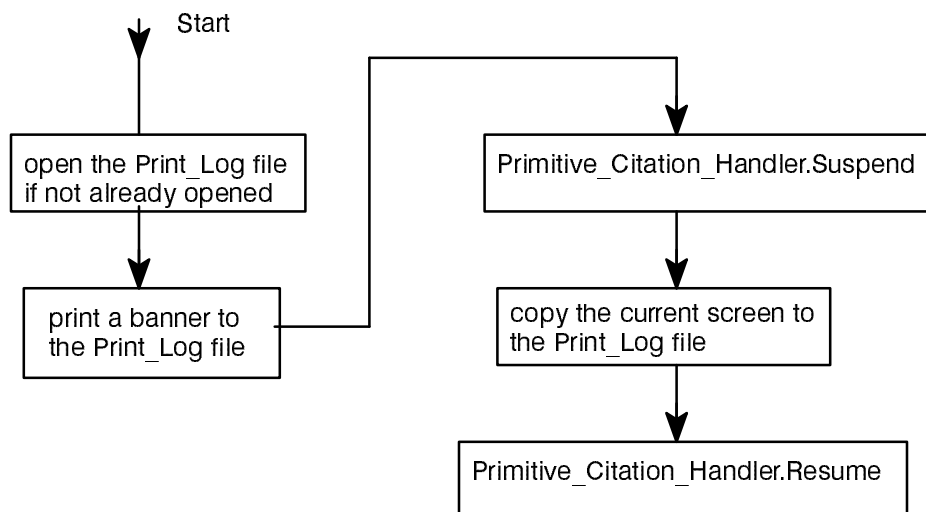 Start
open the Print_Log file
if not already opened
print a banner to
the Print_Log file
Primitive_Citation_Handler.Suspend
copy the current screen to
the Print_Log file
Primitive_Citation_Handler.Resume